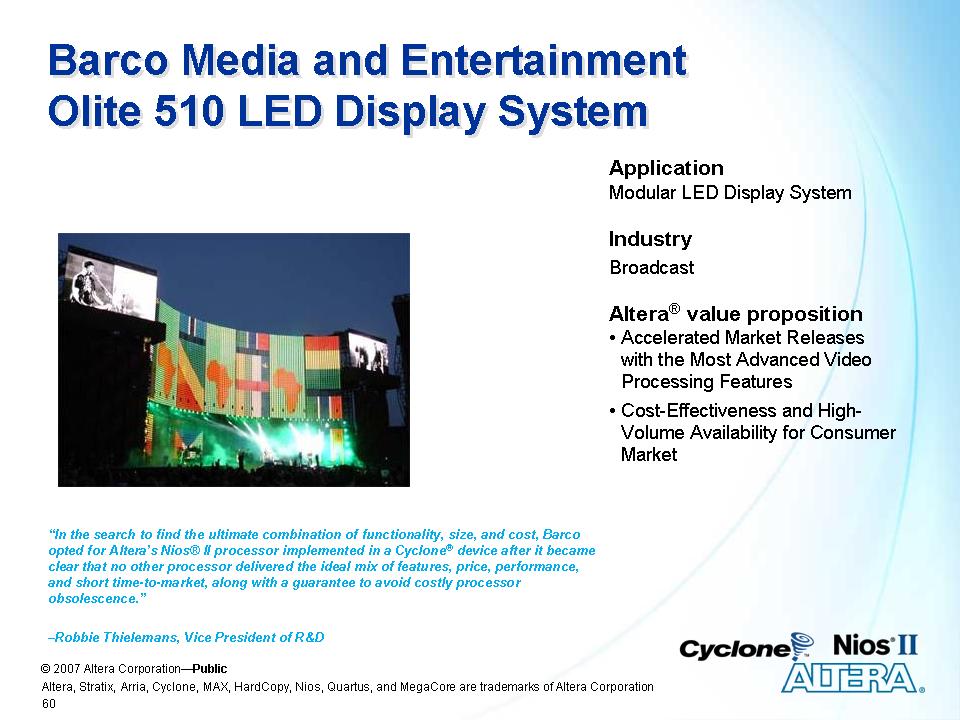 Barco Media and Entertainment
Olite 510 LED Display System
Application
Modular LED Display System
Industry
Broadcast
Altera® value proposition
• Accelerated Market Releases
with the Most Advanced Video
Processing Features
• Cost-Effectiveness and High-
Volume Availability for Consumer
Market
“In the search to find the ultimate combination of functionality, size, and cost, Barco
opted for Altera’s Nios® II processor implemented in a Cyclone® device after it became
clear that no other processor delivered the ideal mix of features, price, performance,
and short time-to-market, along with a guarantee to avoid costly processor
obsolescence.”
–Robbie Thielemans, Vice President of R&D
Cyclone™
Nios® II
ALTERA®
© 2007 Altera Corporation—Public
Altera, Stratix, Arria, Cyclone, MAX, HardCopy, Nios, Quartus, and MegaCore are trademarks of Altera Corporation
60